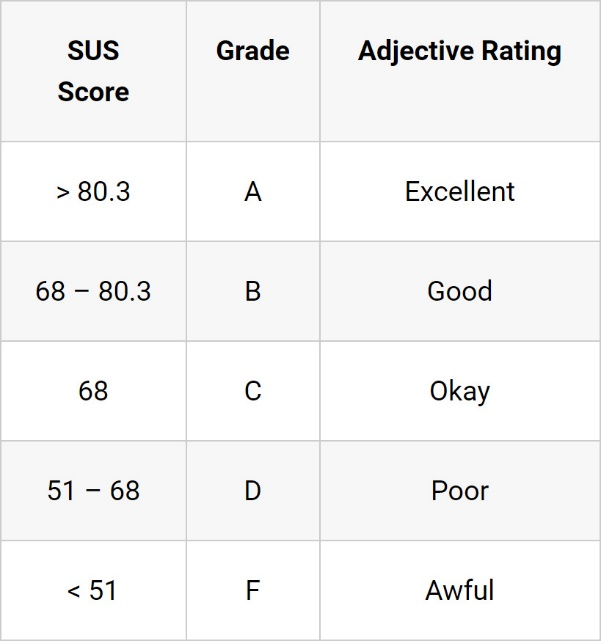 SUS Grade Adjective Rating
Score
> 80.3 A Excellent
68 – 80.3 B Good
68 C Okay
51 – 68 D Poor
< 51 F Awful